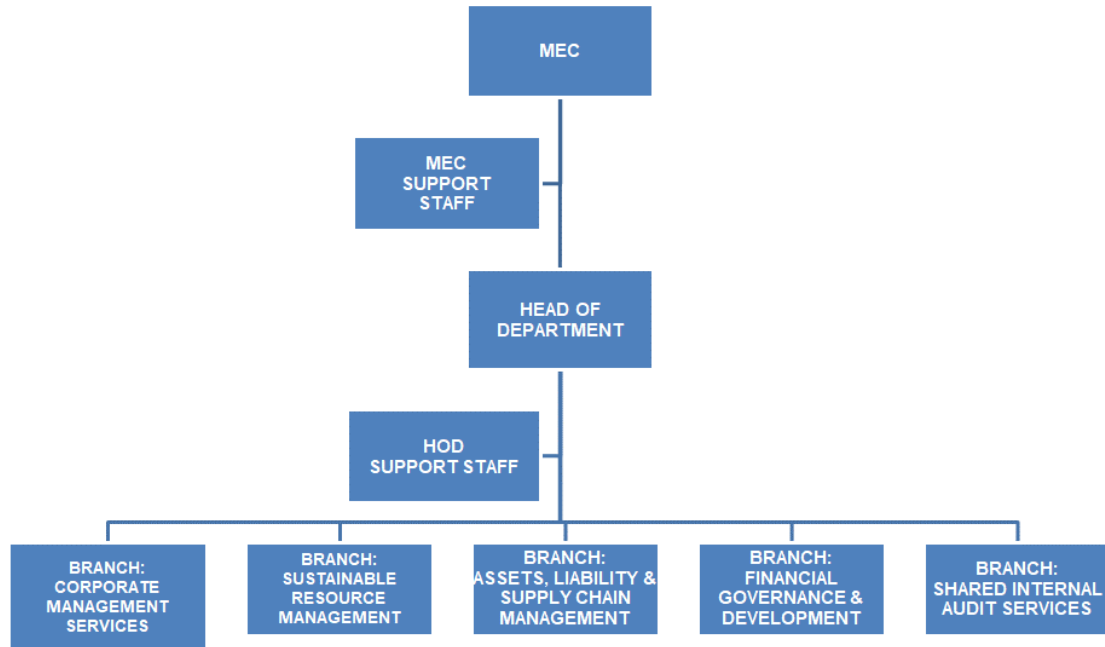 MEC
MEC
SUPPORT
STAFF
HEAD OF
DEPARTMENT
HOD
SUPPORT STAFF
BRANCH:
CORPORATE
MANAGEMENT
SERVICES
BRANCH:
SUSTAINABLE
RESOURCE
MANAGEMENT
BRANCH:
ASSETS, LIABILITY &
SUPPLY CHAIN
MANAGEMENT
BRANCH:
FINANCIAL
GOVERNANCE &
DEVELOPMENT
BRANCH:
SHARED INTERNAL
AUDIT SERVICES